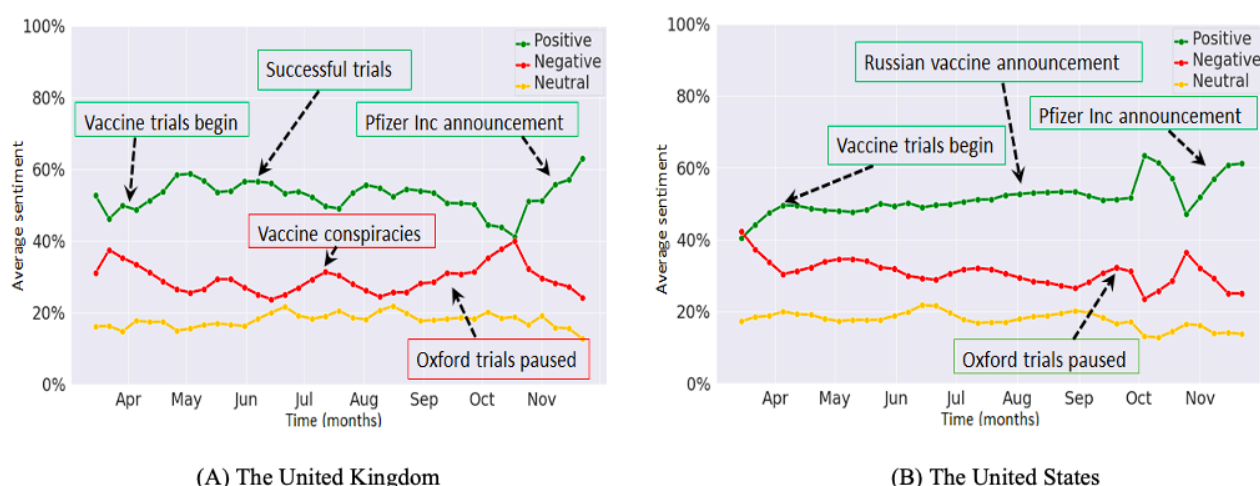 100%
80%
60%
40%
20%
0%
Average sentiment
Positive
Negative
Neutral
Successful trials
Vaccine trials begin
Pfizer Inc announcement
Vaccine conspiracies
Oxford trials paused
Apr May Jun Jul Aug Sep Oct Nov
Time (months)
(A) The United Kingdom
100%
80%
60%
40%
20%
0%
Average sentiment
Positive
Negative
Neutral
Russian vaccine announcement
Pfizer Inc announcement
Vaccine trials begin
Oxford trials paused
Apr May Jun Jul Aug Sep Oct Nov
Time (months)
(B) The United States